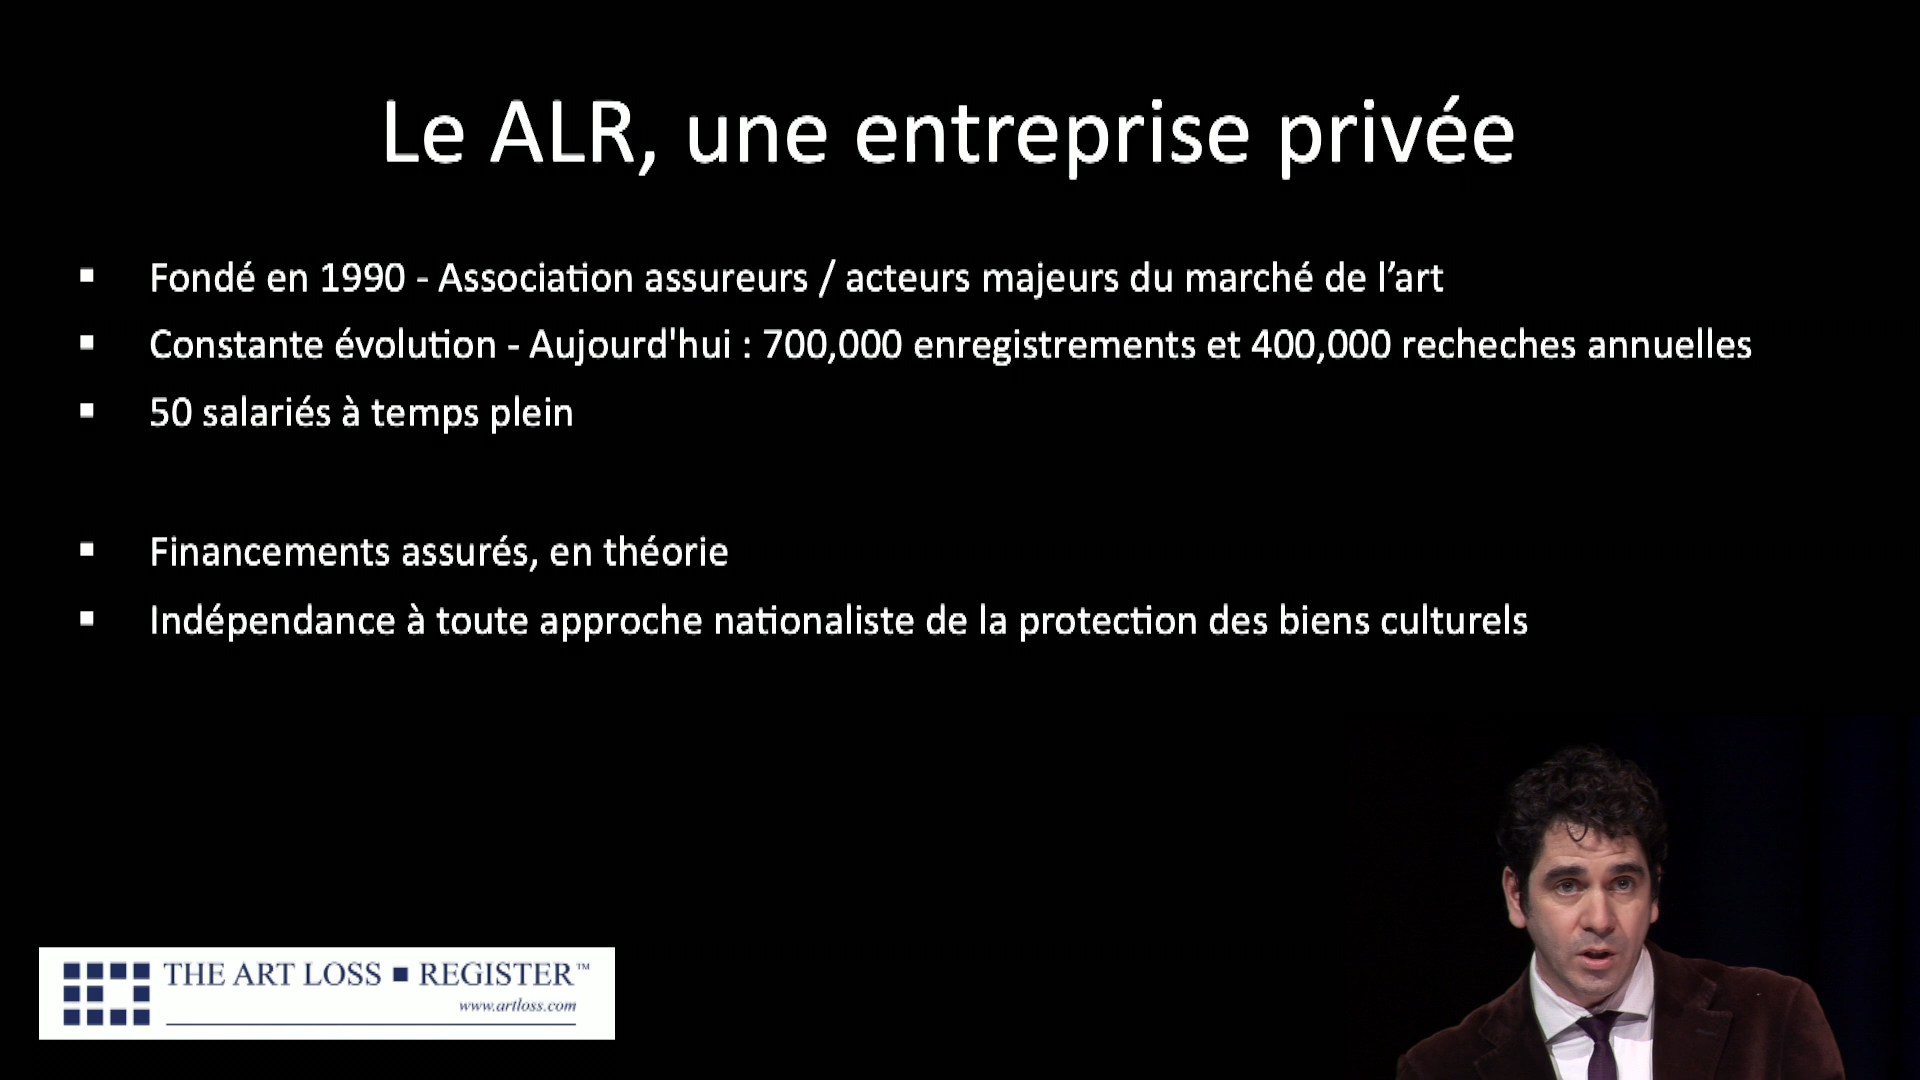 Le ALR, une entreprise privée
▪ Fondé en 1990 - Association assureurs / acteurs majeurs du marché de l’art
▪ Constante évolution - Aujourd'hui : 700,000 enregistrements et 400,000 recheches annuelles
▪ 50 salariés à temps plein
▪ Financements assurés, en théorie
▪ Indépendance à toute approche nationaliste de la protection des biens culturels
THE ART LOSS ■ REGISTER™
www.artloss.com